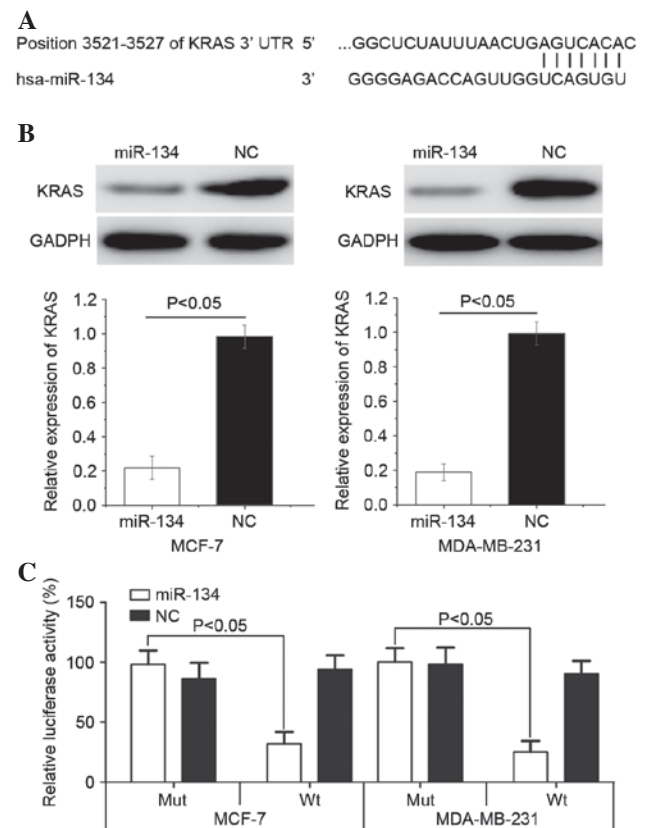 A
Position 3521-3527 of KRAS 3' UTR 5' ...GGCUCUAUUUAACUGAGUCACAC
hsa-miR-134 3' GGGGAGACCAGUUGGUCAGUGU
B
miR-134 NC
KRAS
GADPH
miR-134 NC
KRAS
GADPH
Relative expression of KRAS
1.2
1.0
0.8
0.6
0.4
0.2
0.0
P<0.05
miR-134 NC
MCF-7
Relative expression of KRAS
1.2
1.0
0.8
0.6
0.4
0.2
0.0
P<0.05
miR-134 NC
MDA-MB-231
C
Relative luciferase activity (%)
150
100
50
0
miR-134
NC
P<0.05
P<0.05
Mut Wt Mut Wt
MCF-7 MDA-MB-231